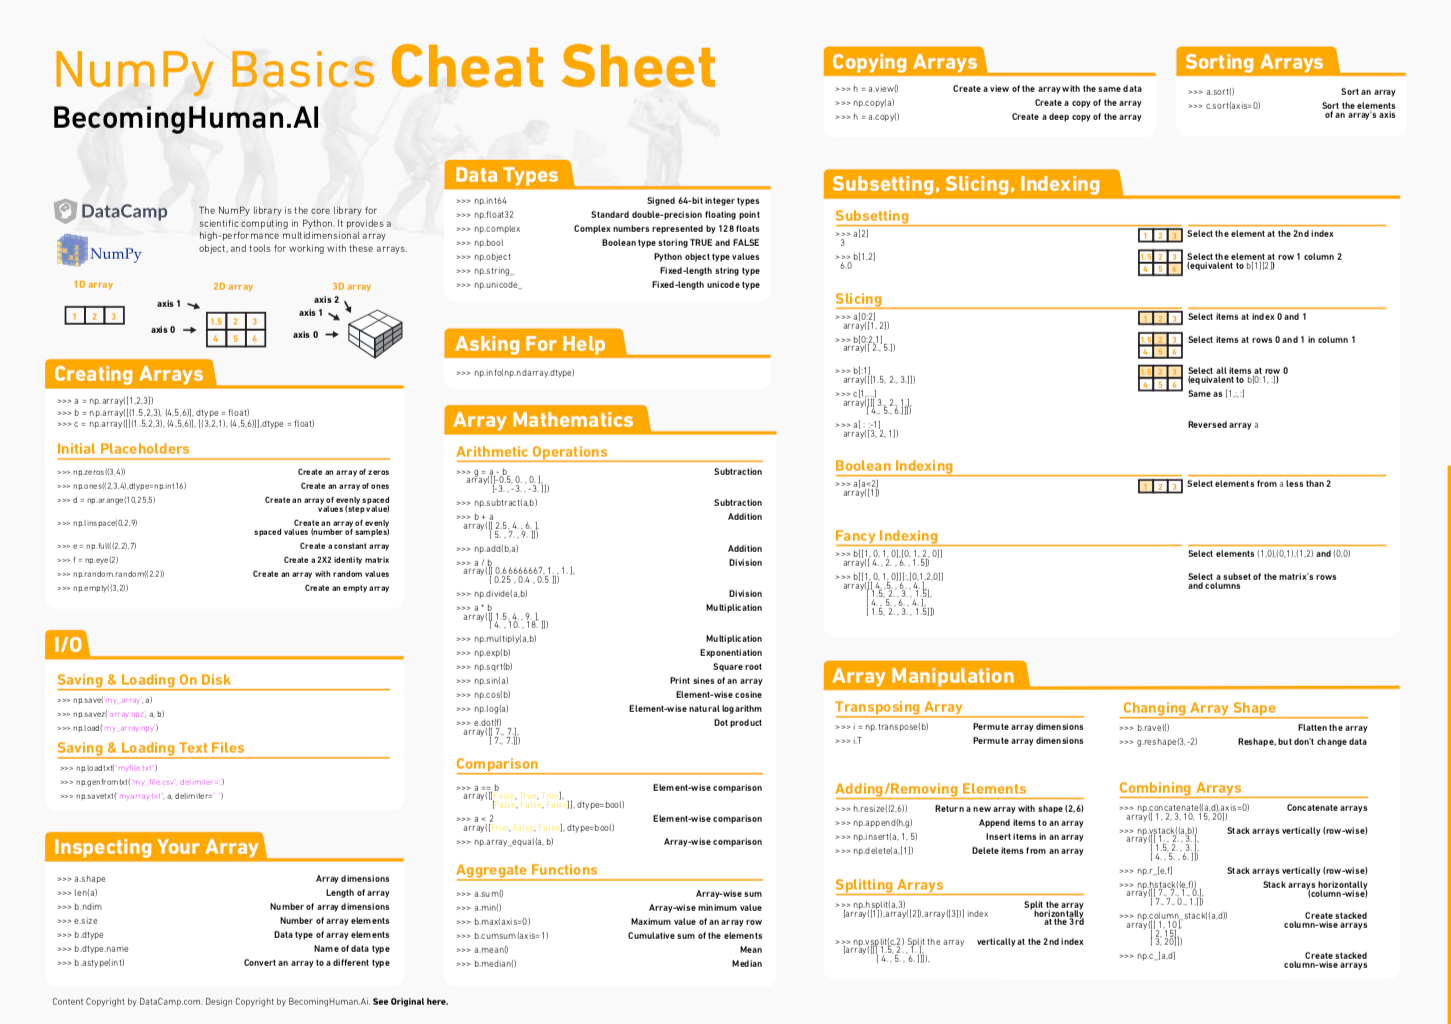 NumPy Basics Cheat Sheet
BecomingHuman.AI
DataCamp
NumPy
The NumPy library is the core library for
scientific computing in Python. It provides a
high-performance multidimensional array
object, and tools for working with these arrays.
1D array
1 2 3
2D array
axis 1
axis 0
1.5 2 3
4 5 6
3D array
axis 2
axis 1
axis 0
Creating Arrays
>>> a = np.array([1,2,3])
>>> b = np.array([(1.5,2,3), (4,5,6)], dtype = float)
>>> c = np.array([[(1.5,2,3), (4,5,6)], [(3,2,1), (4,5,6)]],dtype = float)
Initial Placeholders
>>> np.zeros((3,4)) Create an array of zeros
>>> np.ones((2,3,4),dtype=np.int16) Create an array of ones
>>> d = np.arange(10,25,5) Create an array of evenly spaced
values (step value)
>>> np.linspace(0,2,9) Create an array of evenly
spaced values (number of samples)
>>> e = np.full((2,2),7) Create a constant array
>>> f = np.eye(2) Create a 2X2 identity matrix
>>> np.random.random((2,2)) Create an array with random values
>>> np.empty((3,2)) Create an empty array
I/O
Saving & Loading On Disk
>>> np.save('my_array', a)
>>> np.savez('array.npz', a, b)
>>> np.load('my_array.npy')
Saving & Loading Text Files
>>> np.loadtxt("myfile.txt")
>>> np.genfromtxt("my_file.csv", delimiter=',')
>>> np.savetxt("myarray.txt", a, delimiter=" ")
Inspecting Your Array
>>> a.shape Array dimensions
>>> len(a) Length of array
>>> b.ndim Number of array dimensions
>>> e.size Number of array elements
>>> b.dtype Data type of array elements
>>> b.dtype.name Name of data type
>>> b.astype(int) Convert an array to a different type
Content Copyright by DataCamp.com. Design Copyright by BecomingHuman.Ai. See Original here.
Data Types
>>> np.int64 Signed 64-bit integer types
>>> np.float32 Standard double-precision floating point
>>> np.complex Complex numbers represented by 128 floats
>>> np.bool Boolean type storing TRUE and FALSE
>>> np.object Python object type values
>>> np.string_ Fixed-length string type
>>> np.unicode_ Fixed-length unicode type
Asking For Help
>>> np.info(np.ndarray.dtype)
Array Mathematics
Arithmetic Operations
>>> g = a - b Subtraction
array([[-0.5, 0. , 0. ],
[-3. , -3. , -3. ]])
>>> np.subtract(a,b) Subtraction
>>> b + a Addition
array([[ 2.5, 4. , 6. ],
[ 5. , 7. , 9. ]])
>>> np.add(b,a) Addition
>>> a / b Division
array([[ 0.66666667, 1. , 1. ],
[ 0.25 , 0.4 , 0.5 ]])
>>> np.divide(a,b) Division
>>> a * b Multiplication
array([[ 1.5, 4. , 9. ],
[ 4. , 10. , 18. ]])
>>> np.multiply(a,b) Multiplication
>>> np.exp(b) Exponentiation
>>> np.sqrt(b) Square root
>>> np.sin(a) Print sines of an array
>>> np.cos(b) Element-wise cosine
>>> np.log(a) Element-wise natural logarithm
>>> e.dot(f) Dot product
array([[ 7., 7.],
[ 7., 7.]])
Comparison
>>> a == b Element-wise comparison
array([[False, True, True],
[False, False, False]], dtype=bool)
>>> a < 2 Element-wise comparison
array([True, False, False], dtype=bool)
>>> np.array_equal(a, b) Array-wise comparison
Aggregate Functions
>>> a.sum() Array-wise sum
>>> a.min() Array-wise minimum value
>>> b.max(axis=0) Maximum value of an array row
>>> b.cumsum(axis=1) Cumulative sum of the elements
>>> a.mean() Mean
>>> b.median() Median
Copying Arrays
>>> h = a.view() Create a view of the array with the same data
>>> np.copy(a) Create a copy of the array
>>> h = a.copy() Create a deep copy of the array
Sorting Arrays
>>> a.sort() Sort an array
>>> c.sort(axis=0) Sort the elements
of an array's axis
Subsetting, Slicing, Indexing
Subsetting
>>> a[2] 1 2 3 Select the element at the 2nd index
3
>>> b[1,2] 1.5 2 3 Select the element at row 1 column 2
6.0 4 5 6 (equivalent to b[1][2])
Slicing
>>> a[0:2] 1 2 3 Select items at index 0 and 1
array([1, 2])
>>> b[0:2,1] 1.5 2 3 Select items at rows 0 and 1 in column 1
array([ 2., 5.]) 4 5 6
>>> b[:1] 1.5 2 3 Select all items at row 0
array([[1.5, 2., 3.]]) 4 5 6 (equivalent to b[0:1, :])
>>> c[1,...] Same as [1,:,:]
array([[[ 3., 2., 1.],
[ 4., 5., 6.]]])
>>> a[ : :-1] Reversed array a
array([3, 2, 1])
Boolean Indexing
>>> a[a<2] 1 2 3 Select elements from a less than 2
array([1])
Fancy Indexing
>>> b[[1, 0, 1, 0],[0, 1, 2, 0]] Select elements (1,0),(0,1),(1,2) and (0,0)
array([ 4. , 2. , 6. , 1.5])
>>> b[[1, 0, 1, 0]][:,[0,1,2,0]] Select a subset of the matrix's rows
array([[ 4. ,5. , 6. , 4. ], and columns
[ 1.5, 2. , 3. , 1.5],
[ 4. , 5. , 6. , 4. ],
[ 1.5, 2. , 3. , 1.5]])
Array Manipulation
Transposing Array
>>> i = np.transpose(b) Permute array dimensions
>>> i.T Permute array dimensions
Adding/Removing Elements
>>> h.resize((2,6)) Return a new array with shape (2,6)
>>> np.append(h,g) Append items to an array
>>> np.insert(a, 1, 5) Insert items in an array
>>> np.delete(a,[1]) Delete items from an array
Splitting Arrays
>>> np.hsplit(a,3) Split the array
[array([1]),array([2]),array([3])] index horizontally
at the 3rd
>>> np.vsplit(c,2) Split the array vertically at the 2nd index
[array([[[ 1.5, 2. , 1. ],
[ 4. , 5. , 6. ]]]),
Changing Array Shape
>>> b.ravel() Flatten the array
>>> g.reshape(3,-2) Reshape, but don't change data
Combining Arrays
>>> np.concatenate((a,d),axis=0) Concatenate arrays
array([ 1, 2, 3, 10, 15, 20])
>>> np.vstack((a,b)) Stack arrays vertically (row-wise)
array([[ 1. , 2. , 3. ],
[ 1.5, 2. , 3. ],
[ 4. , 5. , 6. ]])
>>> np.r_[e,f] Stack arrays vertically (row-wise)
>>> np.hstack((e,f)) Stack arrays horizontally
array([[ 7., 7., 1., 0.], (column-wise)
[ 7., 7., 0., 1.]])
>>> np.column_stack((a,d)) Create stacked
array([[ 1, 10], column-wise arrays
[ 2, 15],
[ 3, 20]])
>>> np.c_[a,d] Create stacked
column-wise arrays